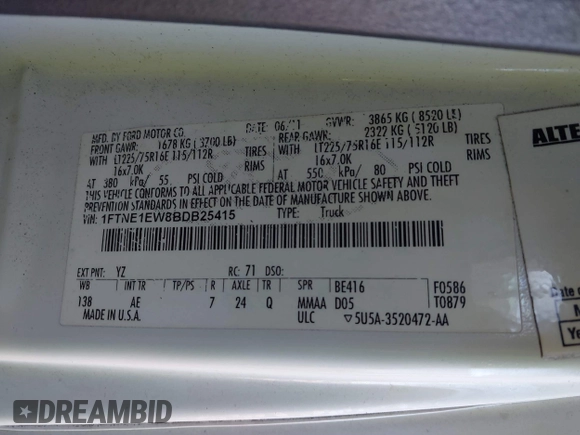 MFD. BY FORD MOTOR CO.
DATE: 06/11
GVWR: 3865 KG ( 8520 LB)
FRONT GAWR: 1678 KG ( 3700 LB)
REAR GAWR: 2322 KG ( 5120 LB)
WITH LT225/75R16E 115/112R TIRES
WITH LT225/75R16E 115/112R TIRES
16x7.0K RIMS
16x7.0K RIMS
AT 380 kPa/ 55 PSI COLD
AT 550 kPa/ 80 PSI COLD
THIS VEHICLE CONFORMS TO ALL APPLICABLE FEDERAL MOTOR VEHICLE SAFETY AND THEFT
PREVENTION STANDARDS IN EFFECT ON THE DATE OF MANUFACTURE SHOWN ABOVE.
VIN: 1FTNE1EW8BDB25415
TYPE: Truck
EXT PNT: YZ RC: 71 DSO:
WB INT TR TP/PS R AXLE TR SPR BE416 F0586
138 AE 7 24 Q MMAA D05 T0879
MADE IN U.S.A. ULC ▽5U5A-3520472-AA
ALTE
Date of
Ye
DREAMBID